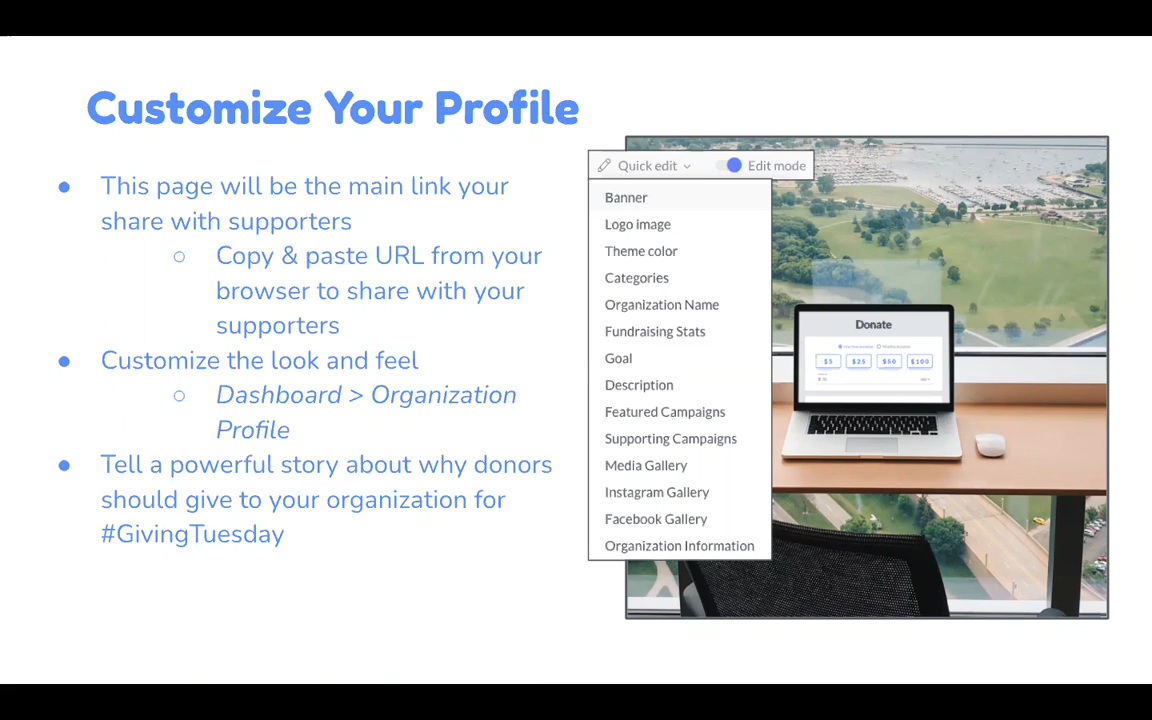 Customize Your Profile
This page will be the main link your
share with supporters
Copy & paste URL from your
browser to share with your
supporters
Customize the look and feel
Dashboard > Organization
Profile
Tell a powerful story about why donors
should give to your organization for
#GivingTuesday
Quick edit
Edit mode
Banner
Logo image
Theme color
Categories
Organization Name
Fundraising Stats
Goal
Description
Featured Campaigns
Supporting Campaigns
Media Gallery
Instagram Gallery
Facebook Gallery
Organization Information
Donate
$5 $25 $50 $100